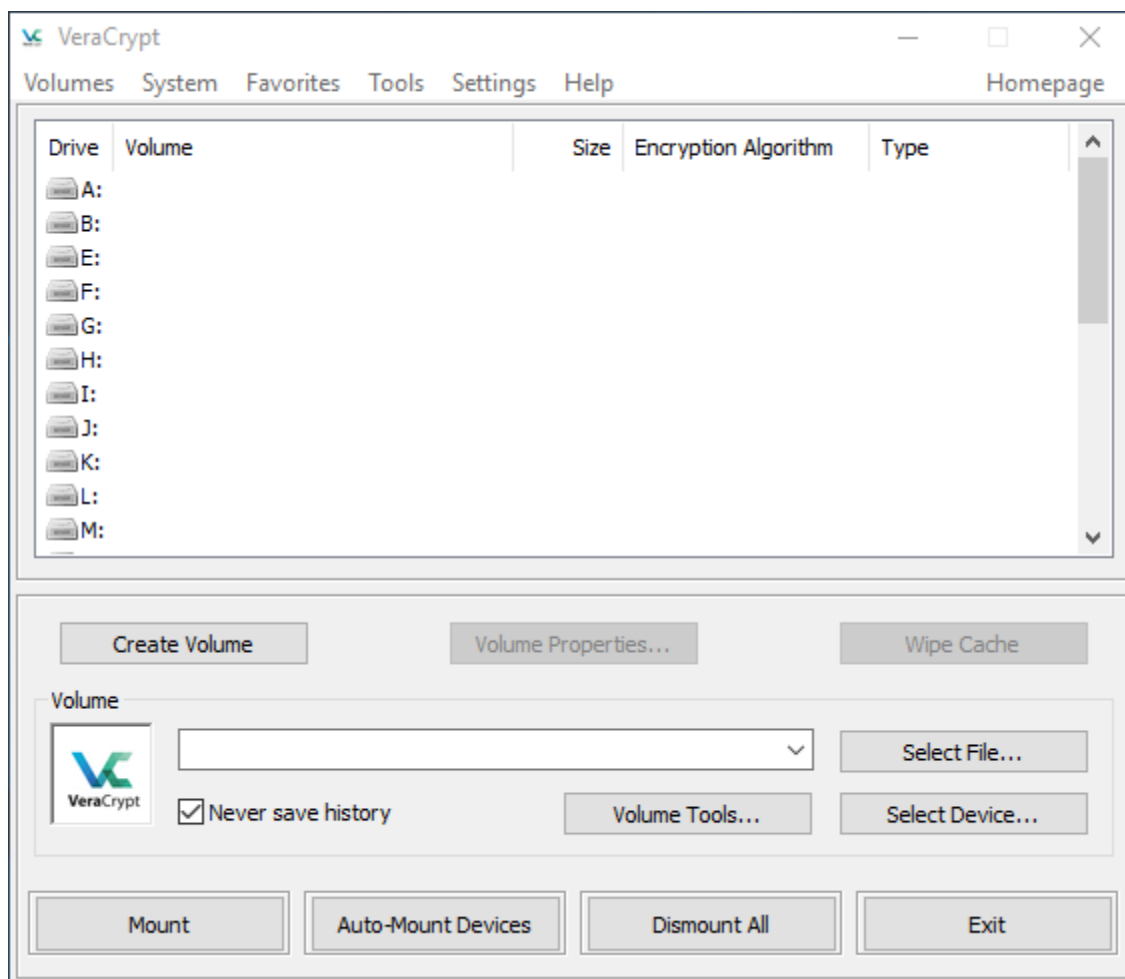 VeraCrypt
Volumes System Favorites Tools Settings Help Homepage
Drive Volume Size Encryption Algorithm Type
A:
B:
E:
F:
G:
H:
I:
J:
K:
L:
M:
Create Volume Volume Properties... Wipe Cache
Volume
VeraCrypt
Select File...
Never save history Volume Tools... Select Device...
Mount Auto-Mount Devices Dismount All Exit